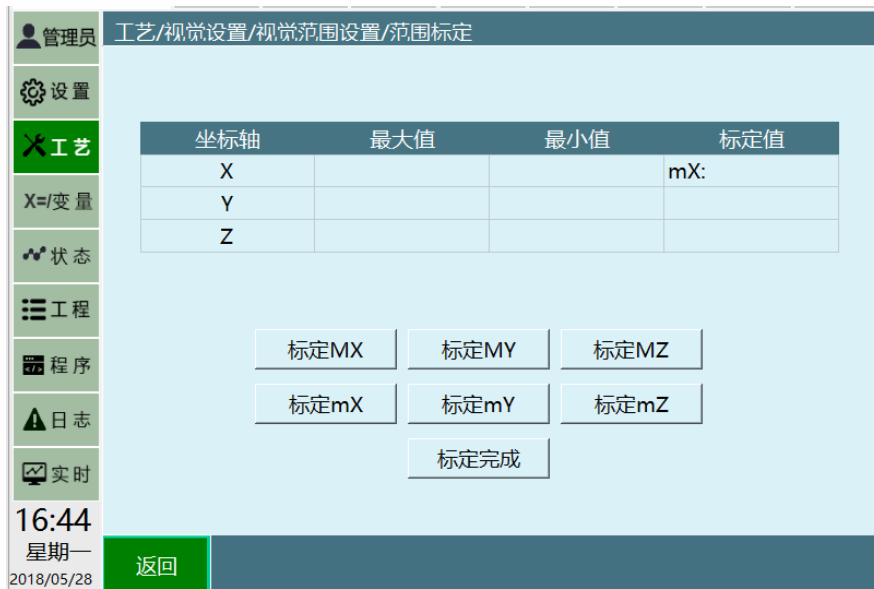 管理员
工艺/视觉设置/视觉范围设置/范围标定
设置
工艺
X=/变量
状态
工程
程序
日志
实时
16:44
星期一
2018/05/28
坐标轴 最大值 最小值 标定值
X mX:
Y
Z
标定MX 标定MY 标定MZ
标定mX 标定mY 标定mZ
标定完成
返回